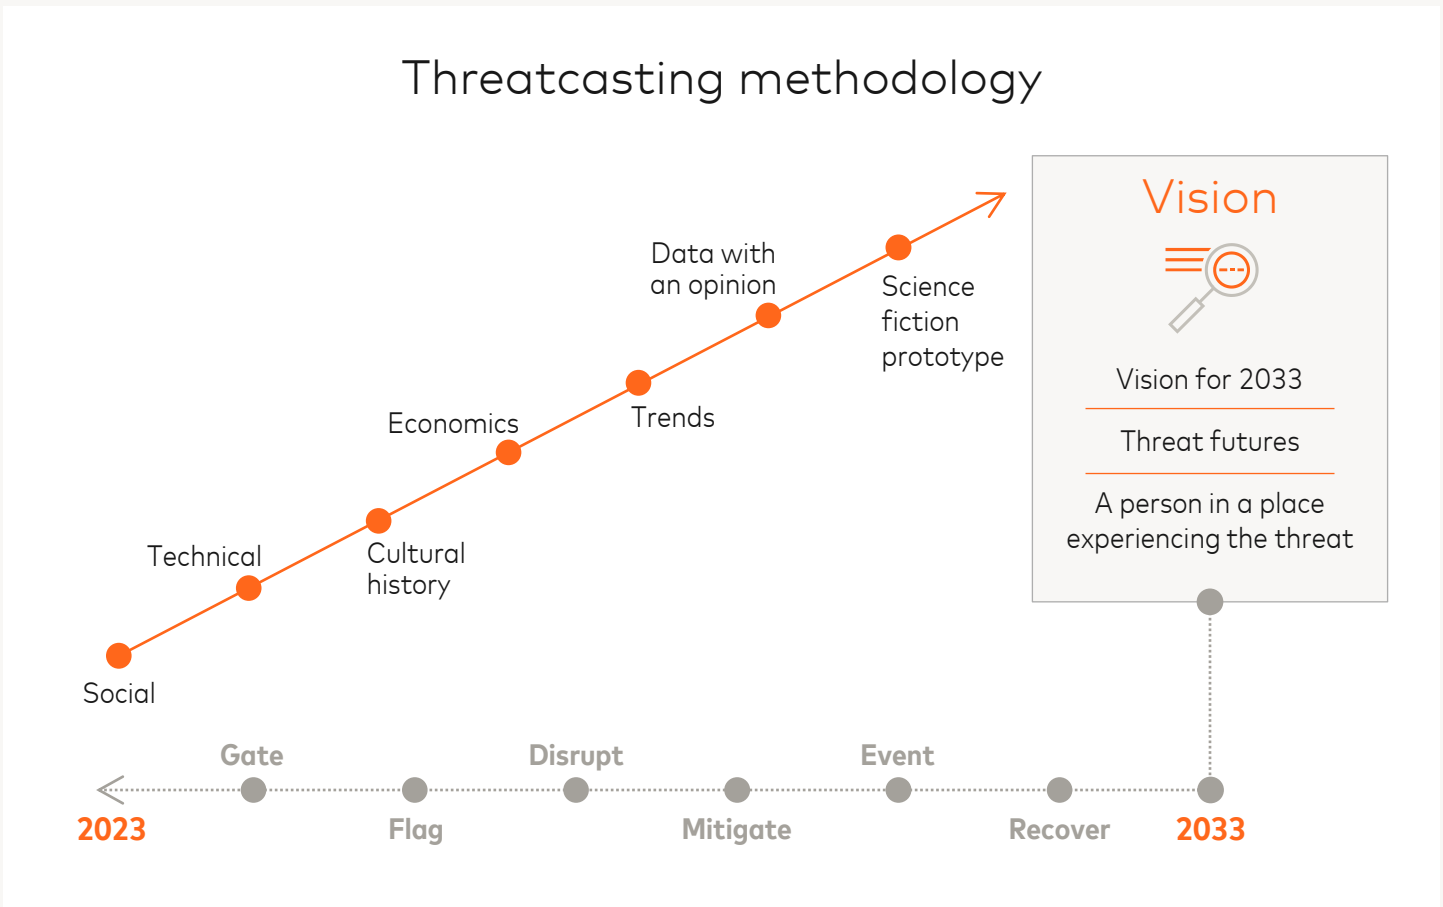 Threatcasting methodology
Vision
Vision for 2033
Threat futures
A person in a place
experiencing the threat
Data with
an opinion
Science
fiction
prototype
Economics
Trends
Technical
Cultural
history
Social
Gate
Disrupt
Event
2023
Flag
Mitigate
Recover
2033